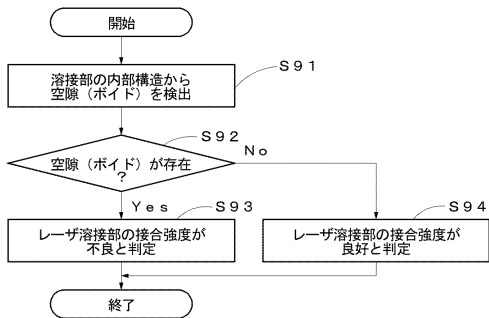 開始
溶接部の内部構造から
空隙（ボイド）を検出
Ｓ９１
Ｓ９２
空隙（ボイド）が存在
？
Ｎｏ
Ｙｅｓ
Ｓ９３
Ｓ９４
レーザ溶接部の接合強度が
不良と判定
レーザ溶接部の接合強度が
良好と判定
終了